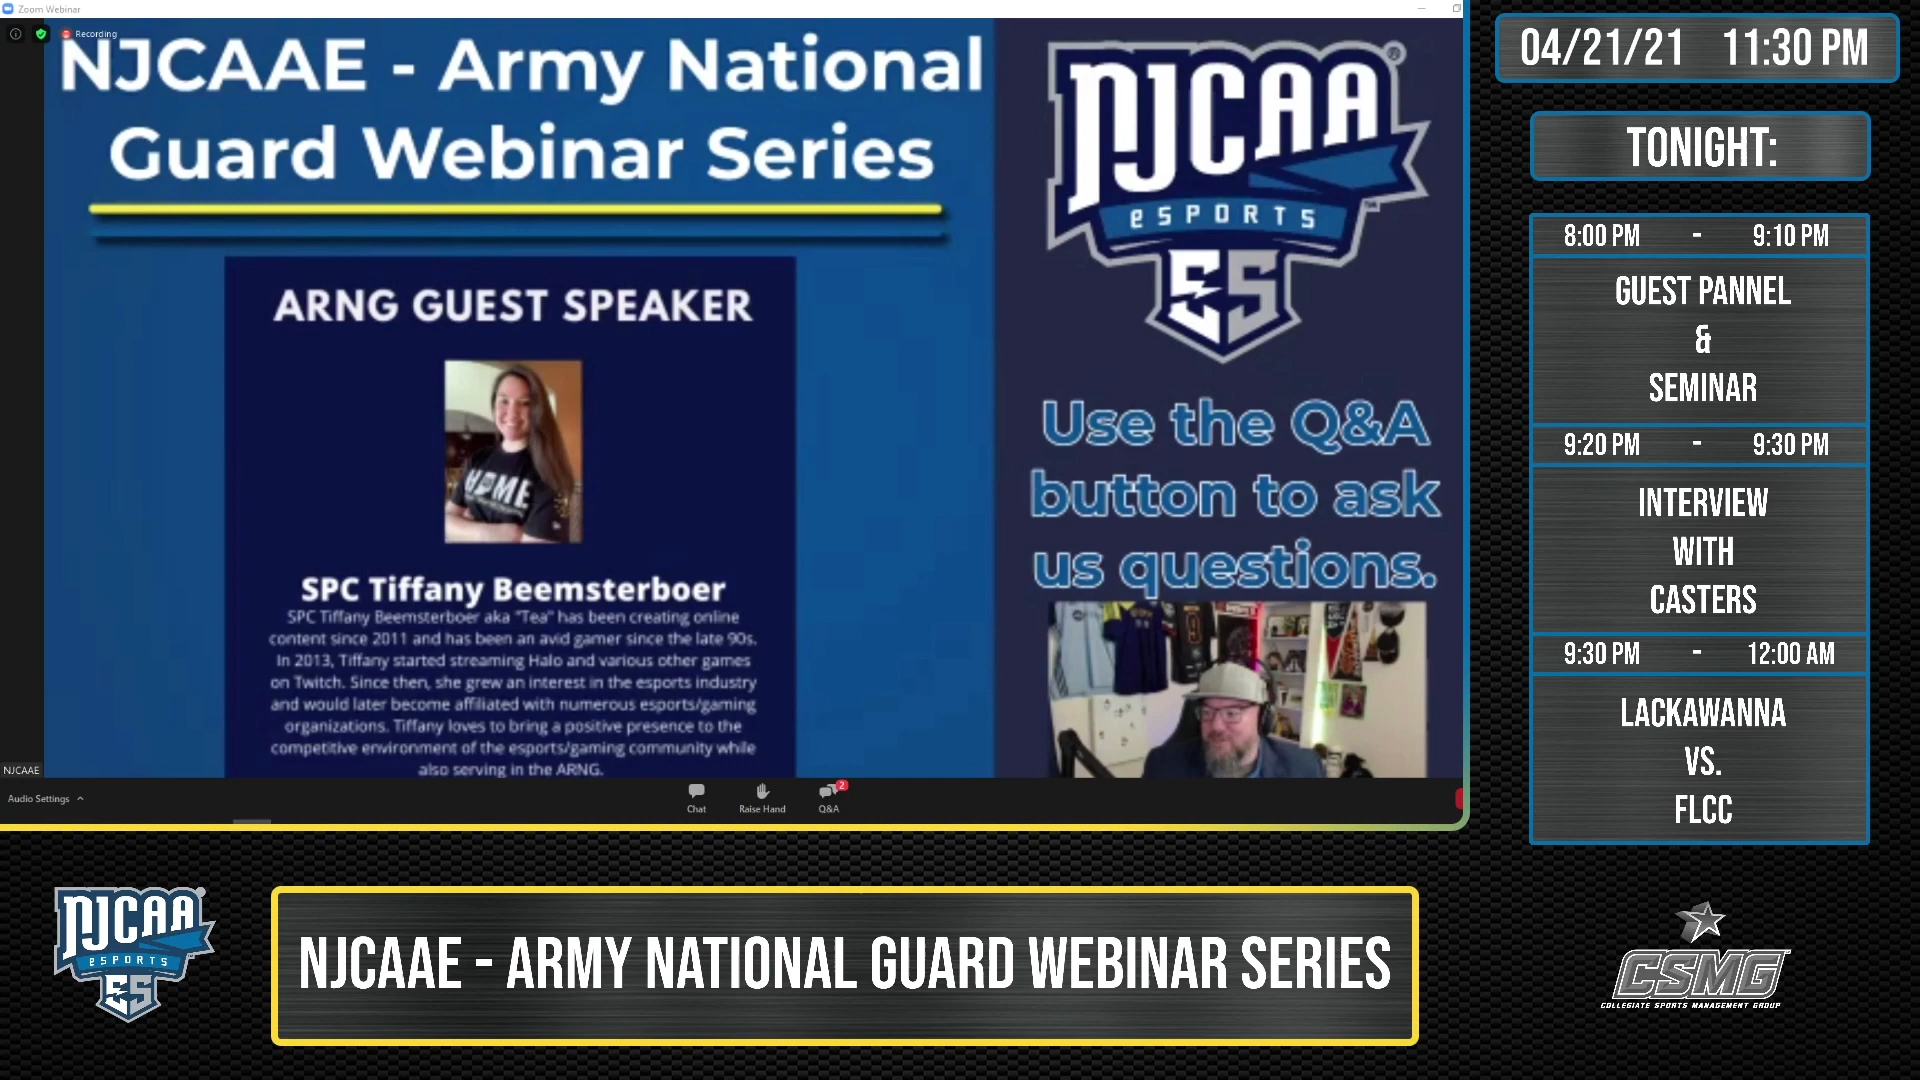 Zoom Webinar
Recording
NJCAAE - Army National
Guard Webinar Series
ARNG GUEST SPEAKER
HOME
SPC Tiffany Beemsterboer
SPC Tiffany Beemsterboer aka "Tea" has been creating online
content since 2011 and has been an avid gamer since the late 90s.
In 2013, Tiffany started streaming Halo and various other games
on Twitch. Since then, she grew an interest in the esports industry
and would later become affiliated with numerous esports/gaming
organizations. Tiffany loves to bring a positive presence to the
competitive environment of the esports/gaming community while
also serving in the ARNG.
NJCAA
®
eSPORTS
TM
ES
Use the Q&A
button to ask
us questions.
NJCAAE
Audio Settings
Chat
Raise Hand
Q&A
2
04/21/21 11:30 PM
TONIGHT:
8:00 PM - 9:10 PM
GUEST PANNEL
&
SEMINAR
9:20 PM - 9:30 PM
INTERVIEW
WITH
CASTERS
9:30 PM - 12:00 AM
LACKAWANNA
VS.
FLCC
NJCAA
eSPORTS
ES
NJCAAE - ARMY NATIONAL GUARD WEBINAR SERIES
CSMG
COLLEGIATE SPORTS MANAGEMENT GROUP